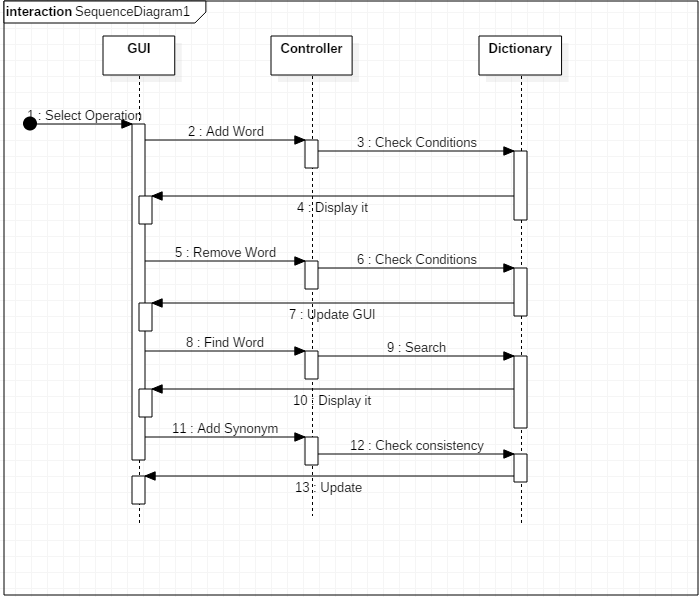 interaction SequenceDiagram1
GUI
Controller
Dictionary
1 : Select Operation
2 : Add Word
3 : Check Conditions
4 : Display it
5 : Remove Word
6 : Check Conditions
7 : Update GUI
8 : Find Word
9 : Search
10 : Display it
11 : Add Synonym
12 : Check consistency
13 : Update